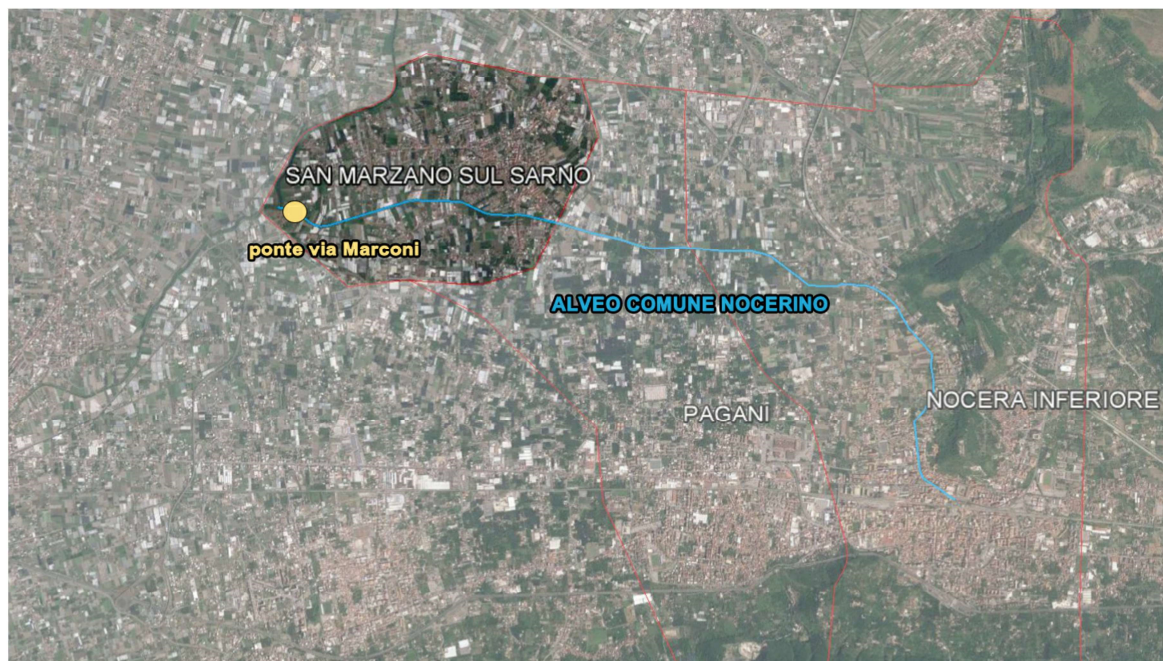 SAN MARZANO SUL SARNO
ponte via Marconi
ALVEO COMUNE NOCERINO
NOCERA INFERIORE
PAGANI